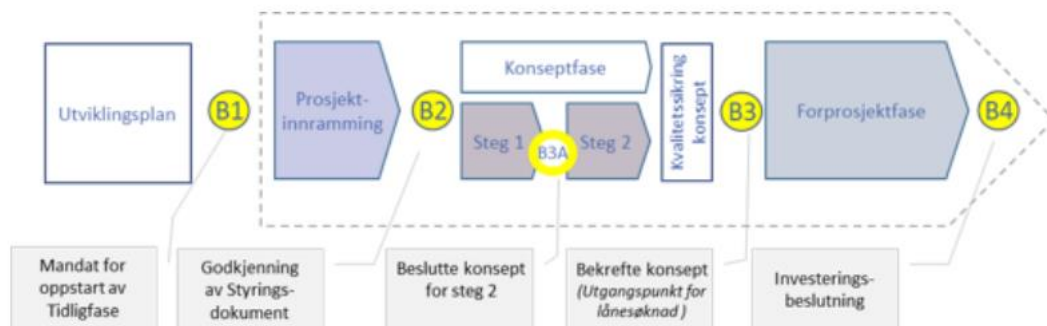 Utviklingsplan
B1
Prosjekt-
innramming
B2
Konseptfase
Steg 1
B3A
Steg 2
Kvalitetssikring
konsept
B3
Forprosjektfase
B4
Mandat for
oppstart av
Tidligfase
Godkjenning
av Styrings-
dokument
Beslutte konsept
for steg 2
Bekrefte konsept
(Utgangspunkt for
lånesøknad )
Investerings-
beslutning